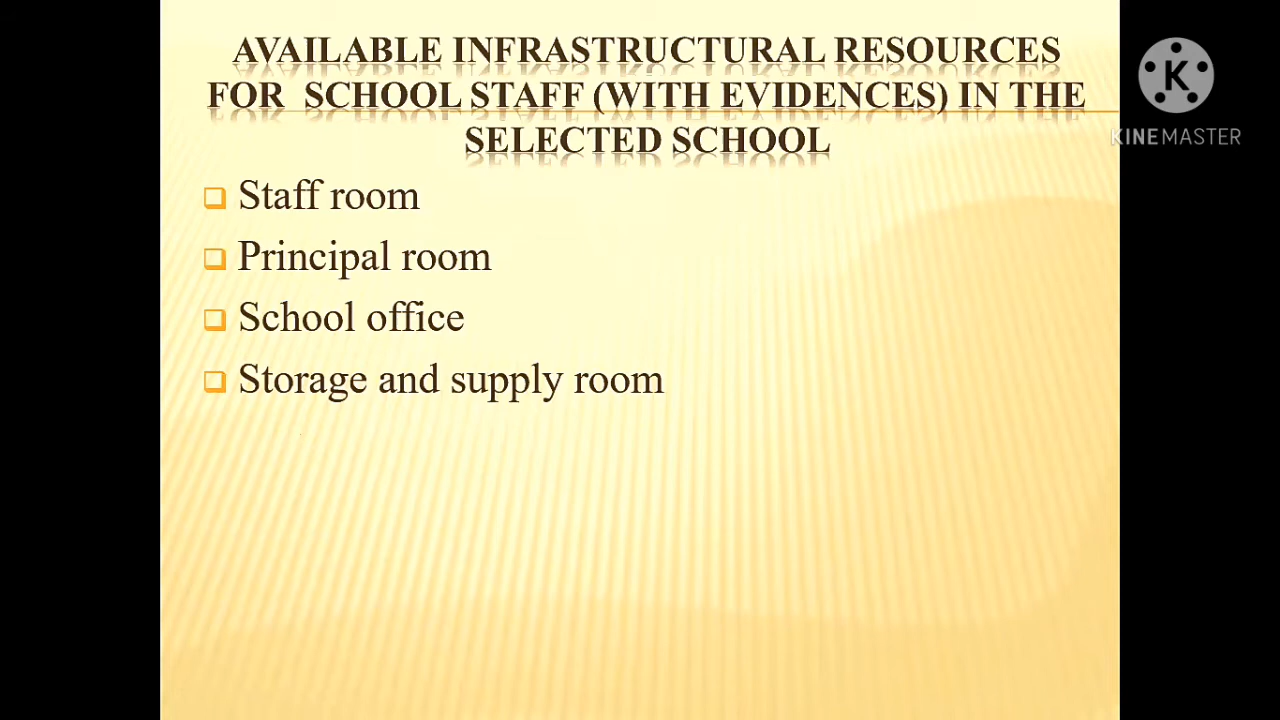 AVAILABLE INFRASTRUCTURAL RESOURCES
FOR SCHOOL STAFF (WITH EVIDENCES) IN THE
SELECTED SCHOOL
K
KINEMASTER
Staff room
Principal room
School office
Storage and supply room